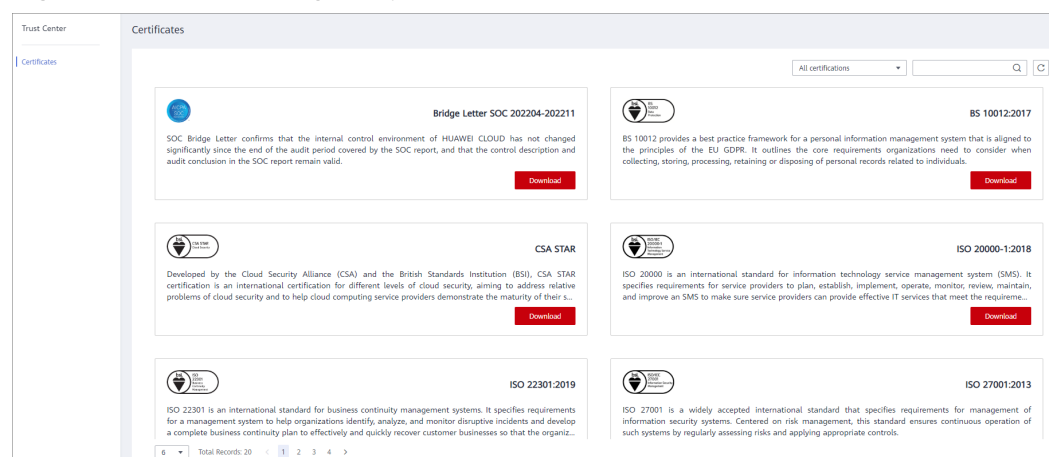 Trust Center
Certificates
Certificates
All certifications
Bridge Letter SOC 202204-202211
SOC Bridge Letter confirms that the internal control environment of HUAWEI CLOUD has not changed
significantly since the end of the audit period covered by the SOC report, and that the control description and
audit conclusion in the SOC report remain valid.
Download
BS 10012:2017
BS 10012 provides a best practice framework for a personal information management system that is aligned to
the principles of the EU GDPR. It outlines the core requirements organizations need to consider when
collecting, storing, processing, retaining or disposing of personal records related to individuals.
Download
CSA STAR
CSA STAR
Developed by the Cloud Security Alliance (CSA) and the British Standards Institution (BSI), CSA STAR
certification is an international certification for different levels of cloud security, aiming to address relative
problems of cloud security and to help cloud computing service providers demonstrate the maturity of their s...
Download
ISO 20000-1:2018
ISO 20000 is an international standard for information technology service management system (SMS). It
specifies requirements for service providers to plan, establish, implement, operate, monitor, review, maintain,
and improve an SMS to make sure service providers can provide effective IT services that meet the requireme...
Download
ISO 22301:2019
ISO 22301 is an international standard for business continuity management systems. It specifies requirements
for a management system to help organizations identify, analyze, and monitor disruptive incidents and develop
a complete business continuity plan to effectively and quickly recover customer businesses so that the organiz...
ISO 27001:2013
ISO 27001 is a widely accepted international standard that specifies requirements for management of
information security systems. Centered on risk management, this standard ensures continuous operation of
such systems by regularly assessing risks and applying appropriate controls.
6 Total Records: 20 < 1 2 3 4 >